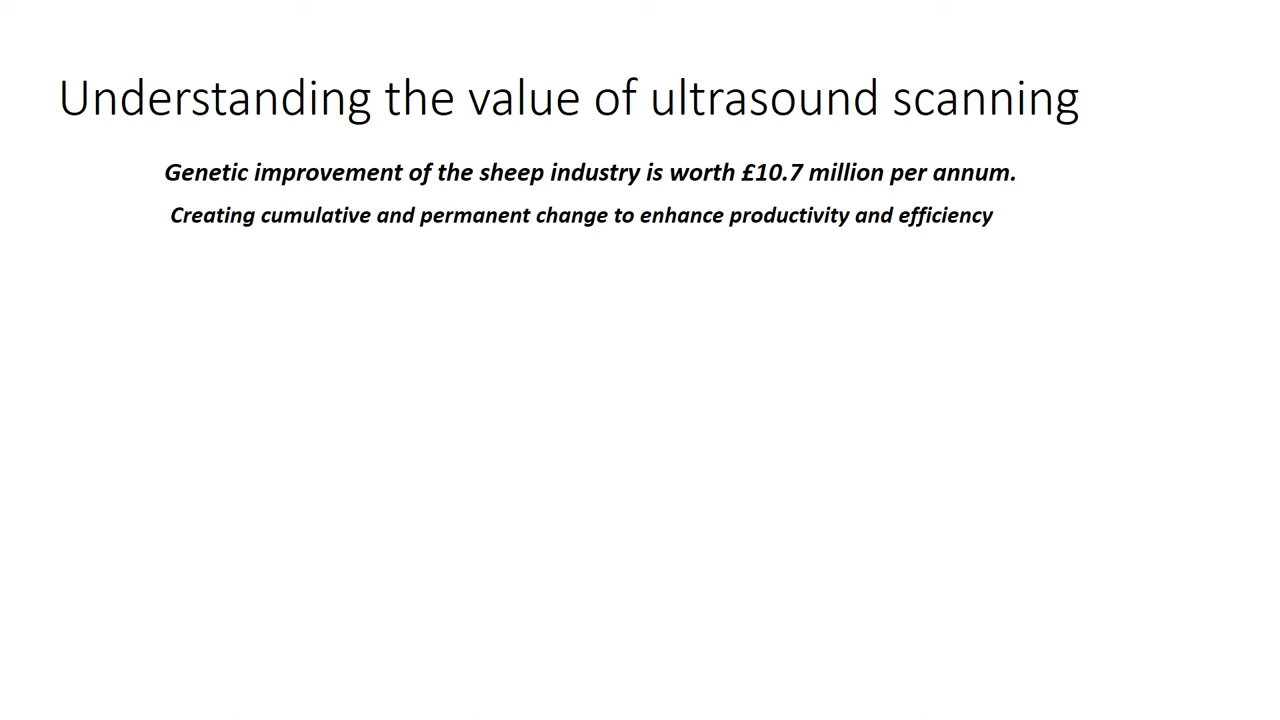 Understanding the value of ultrasound scanning
Genetic improvement of the sheep industry is worth £10.7 million per annum.
Creating cumulative and permanent change to enhance productivity and efficiency